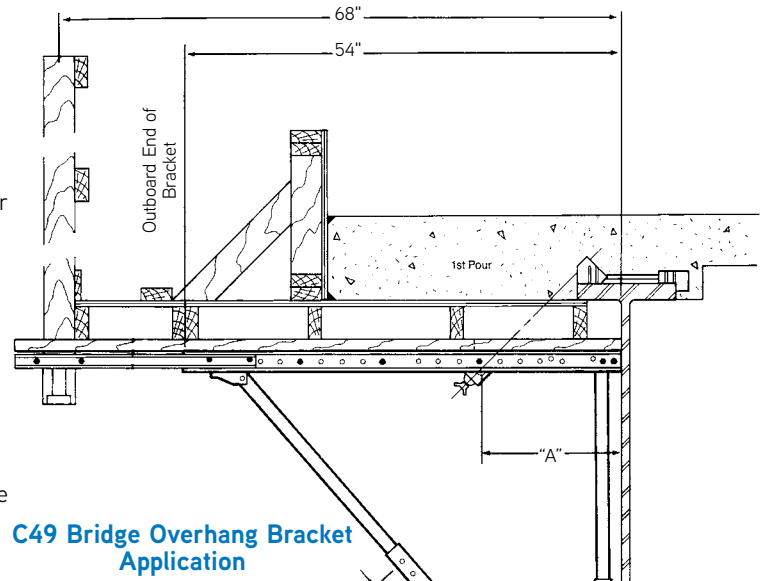 68"
54"
Outboard End of
Bracket
r
1st Pour
"A"
e
C49 Bridge Overhang Bracket
Application